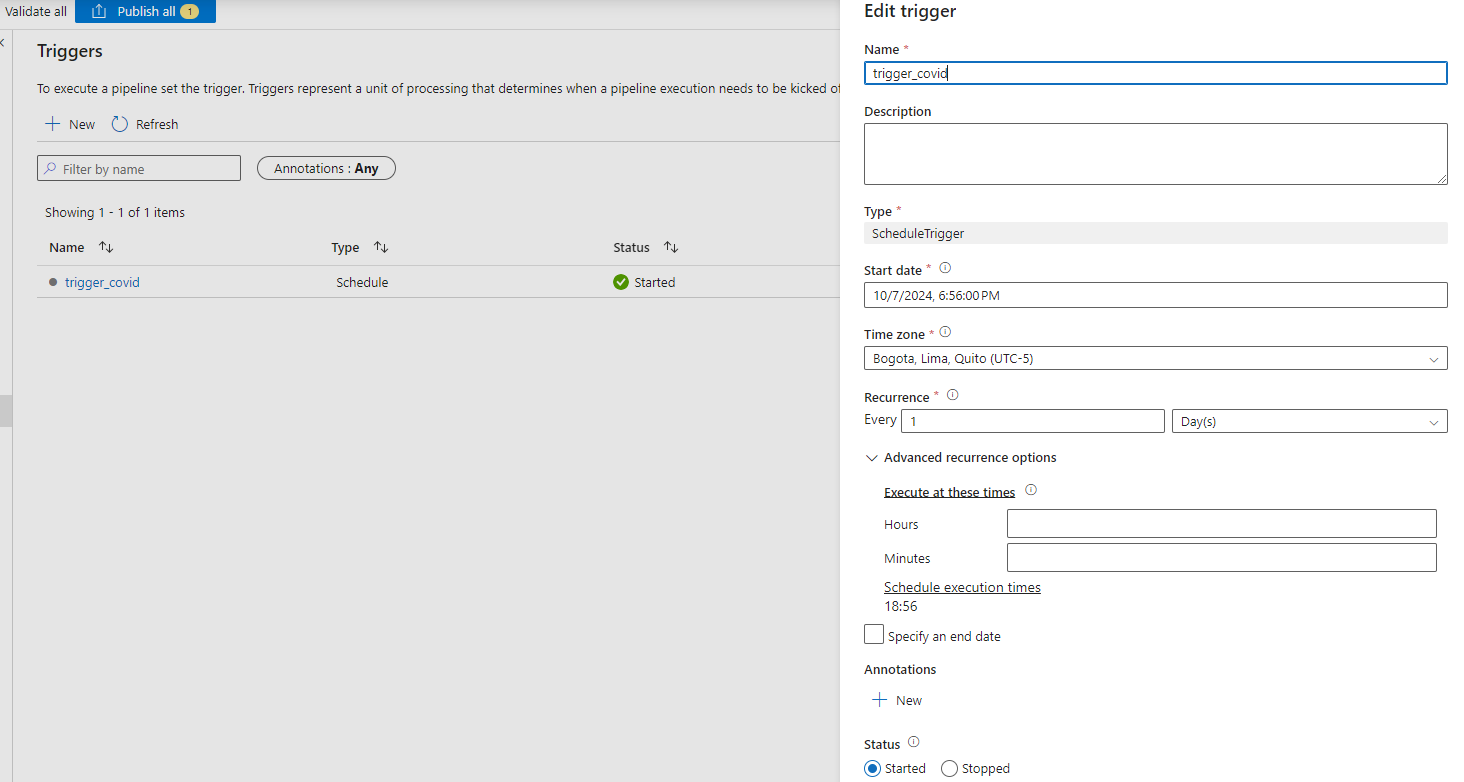 Validate all
Publish all 1
Triggers
To execute a pipeline set the trigger. Triggers represent a unit of processing that determines when a pipeline execution needs to be kicked of
New Refresh
Filter by name
Annotations : Any
Showing 1 - 1 of 1 items
Name Type Status
trigger_covid Schedule Started
Edit trigger
Name *
trigger_covid
Description
Type *
ScheduleTrigger
Start date *
10/7/2024, 6:56:00 PM
Time zone *
Bogota, Lima, Quito (UTC-5)
Recurrence *
Every 1 Day(s)
Advanced recurrence options
Execute at these times
Hours
Minutes
Schedule execution times
18:56
Specify an end date
Annotations
New
Status
Started Stopped